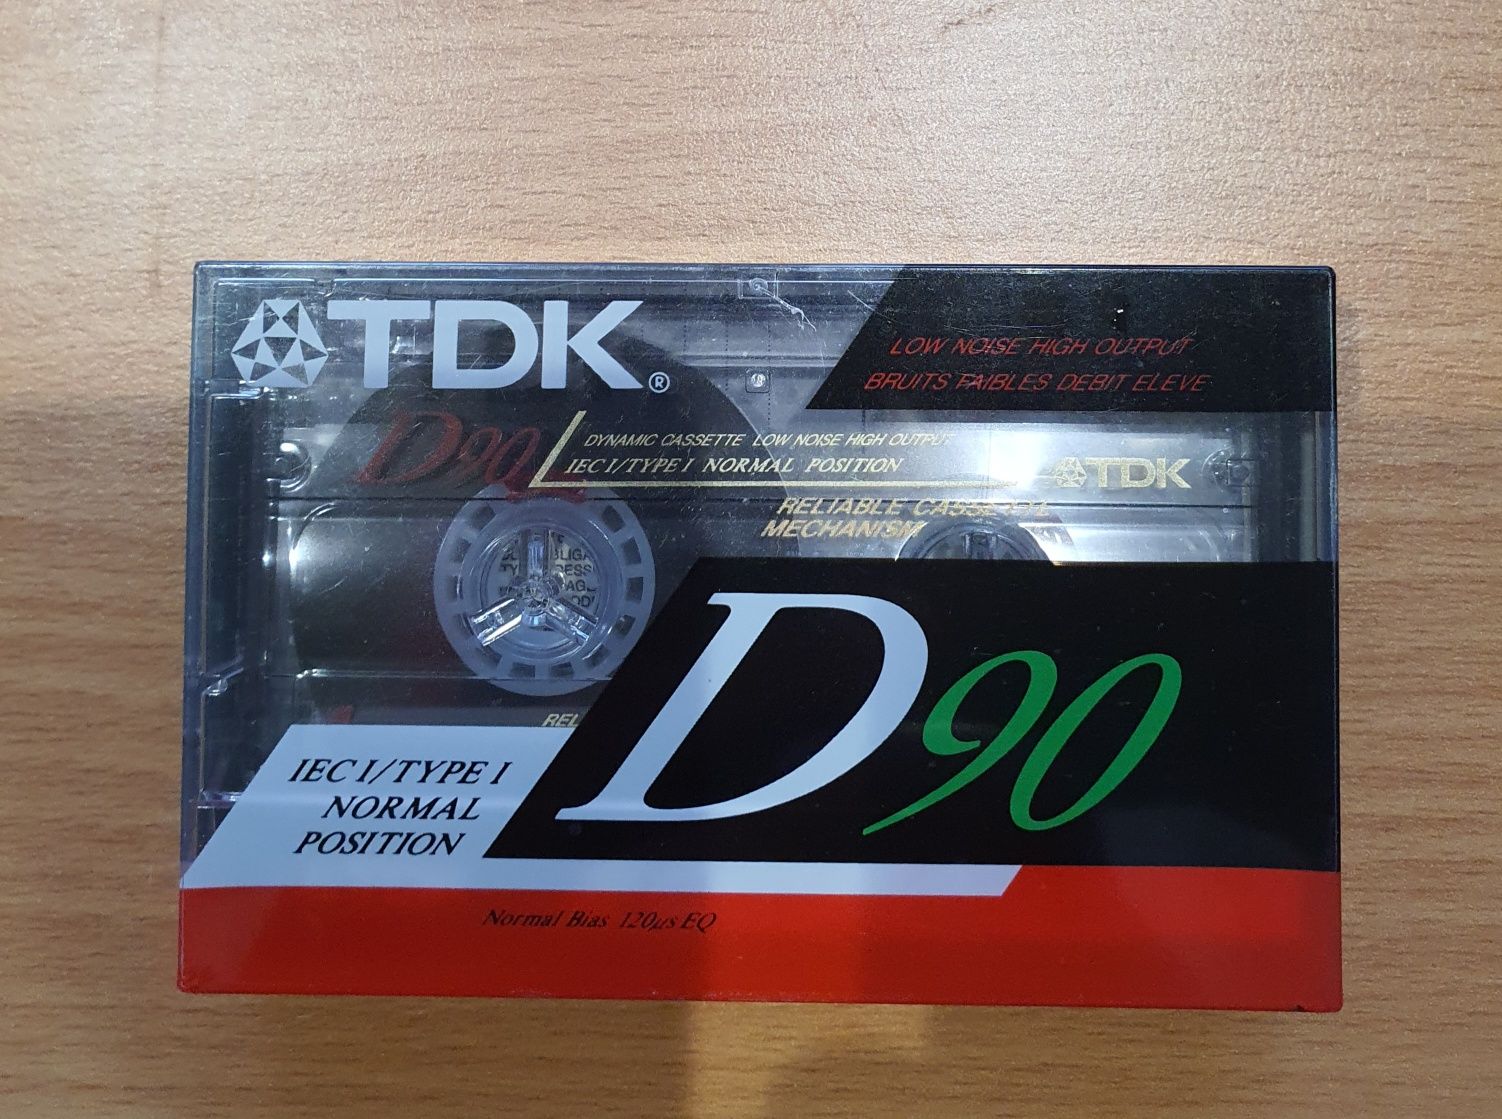 TDK®
LOW NOISE HIGH OUTPUT
BRUITS FAIBLES DEBIT ELEVE
D90
DYNAMIC CASSETTE LOW NOISE HIGH OUTPUT
IEC I/TYPE I NORMAL POSITION
TDK
RELIABLE CASSETTE
MECHANISM
REL
D90
IEC I/TYPE I
NORMAL
POSITION
Normal Bias 120µs EQ